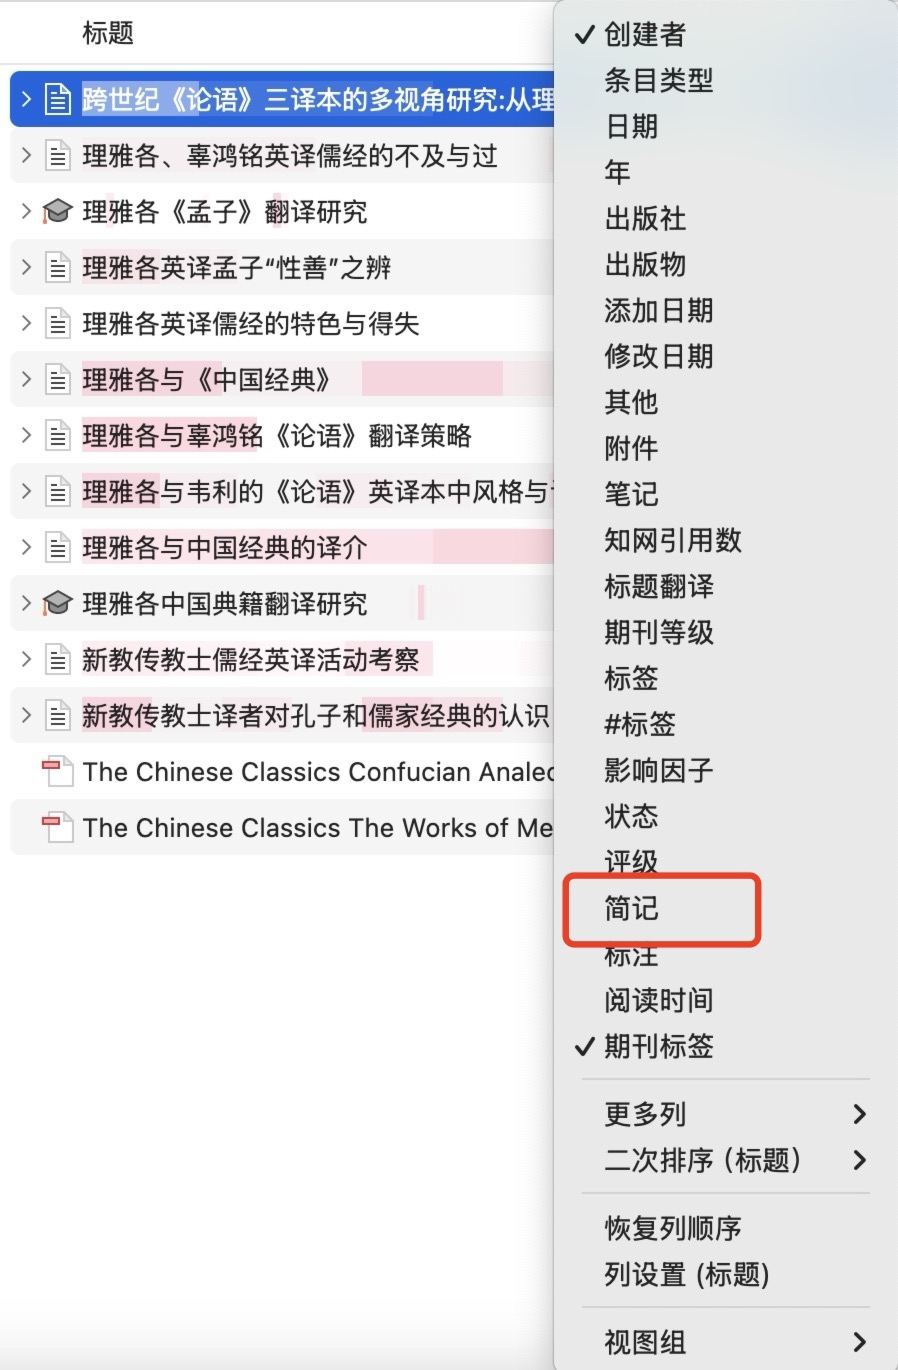 标题
跨世纪《论语》三译本的多视角研究:从理
理雅各、辜鸿铭英译儒经的不及与过
理雅各《孟子》翻译研究
理雅各英译孟子“性善”之辨
理雅各英译儒经的特色与得失
理雅各与《中国经典》
理雅各与辜鸿铭《论语》翻译策略
理雅各与韦利的《论语》英译本中风格与
理雅各与中国经典的译介
理雅各中国典籍翻译研究
新教传教士儒经英译活动考察
新教传教士译者对孔子和儒家经典的认识
The Chinese Classics Confucian Analec
The Chinese Classics The Works of Me
创建者
条目类型
日期
年
出版社
出版物
添加日期
修改日期
其他
附件
笔记
知网引用数
标题翻译
期刊等级
标签
#标签
影响因子
状态
评级
简记
标注
阅读时间
期刊标签
更多列
二次排序 (标题)
恢复列顺序
列设置 (标题)
视图组